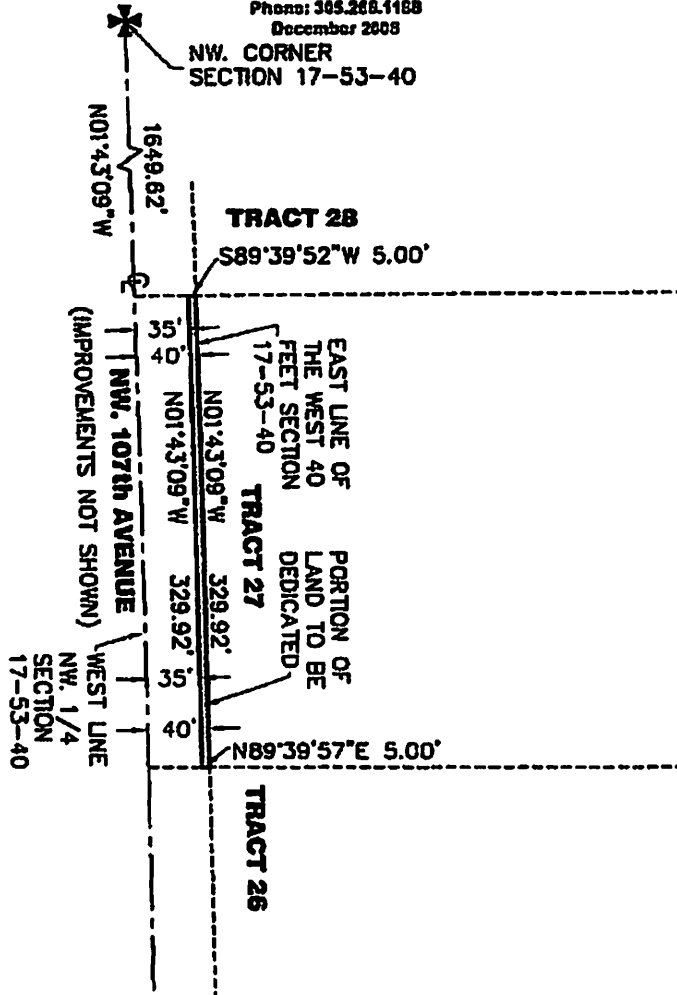 Phone: 305.266.1168
December 2008
NW. CORNER
SECTION 17-53-40
1649.62'
N01°43'09"W
TRACT 28
S89°39'52"W 5.00'
35'
40'
EAST LINE OF
THE WEST 40
FEET SECTION
17-53-40
N01°43'09"W
N01°43'09"W
TRACT 27
NW. 107th AVENUE
(IMPROVEMENTS NOT SHOWN)
PORTION OF
LAND TO BE
DEDICATED
329.92'
329.92'
35'
40'
WEST LINE
NW. 1/4
SECTION
17-53-40
N89°39'57"E 5.00'
TRACT 26